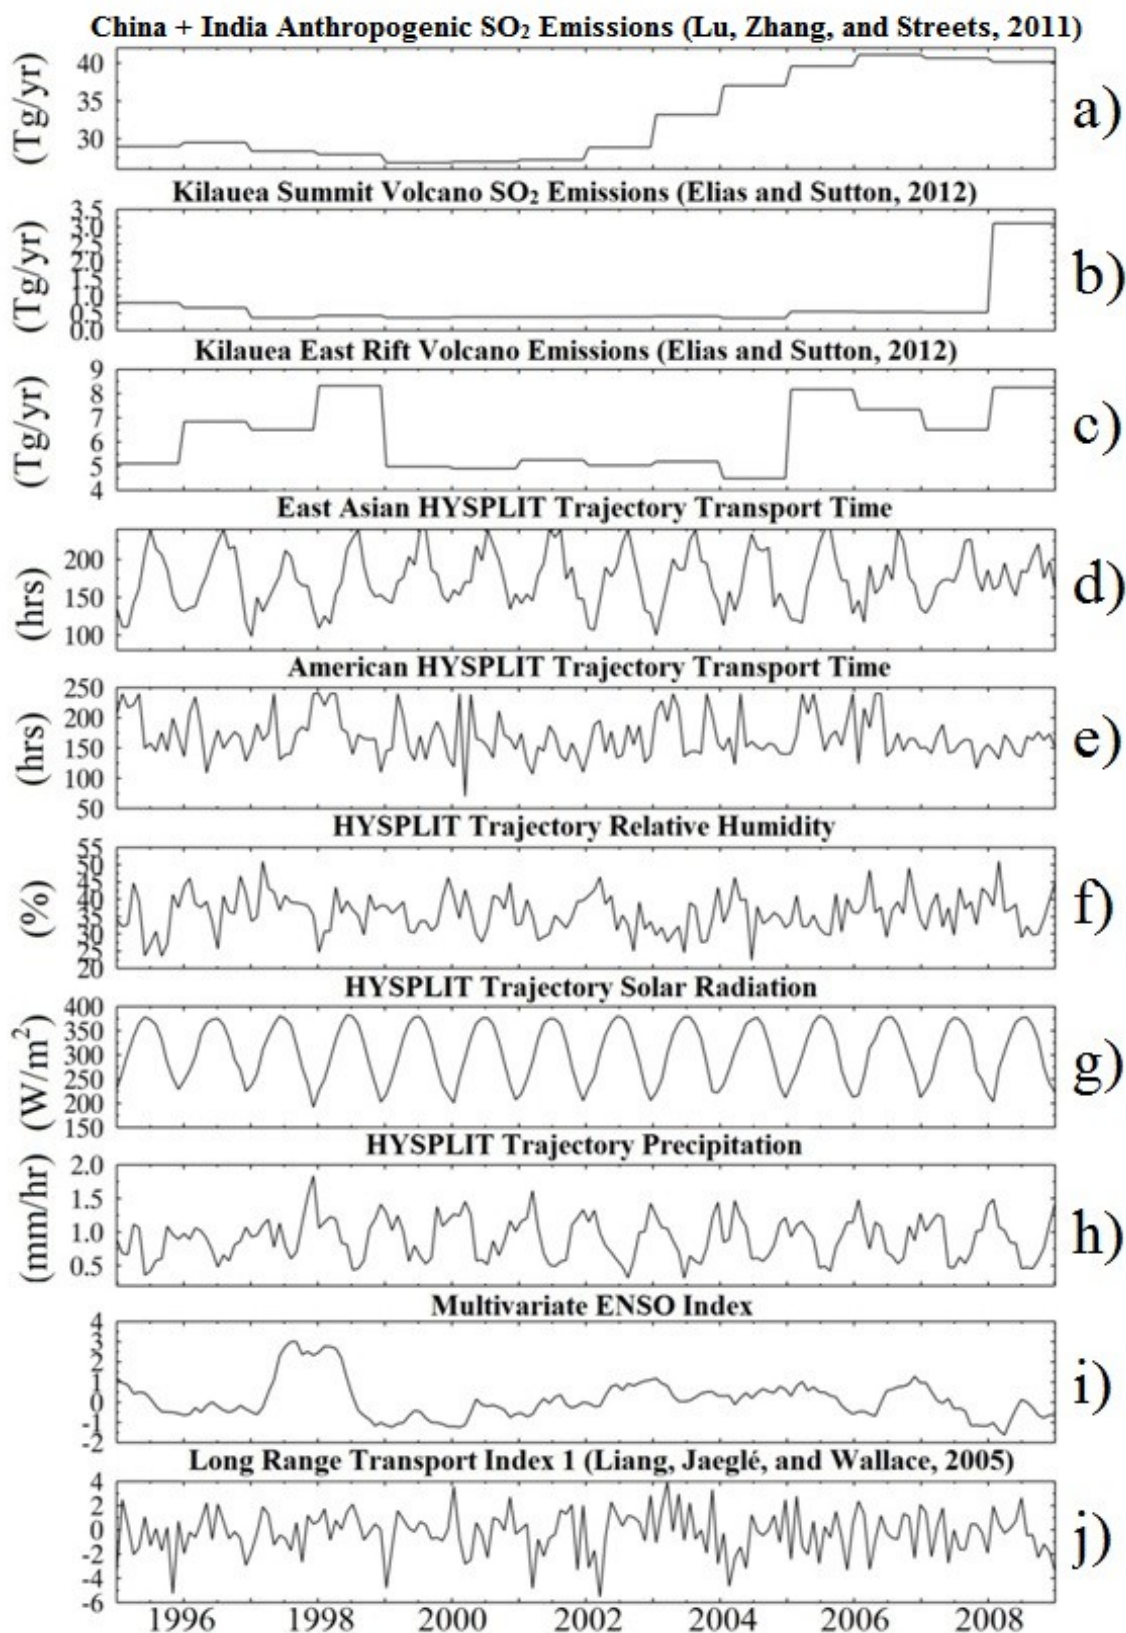 China + India Anthropogenic SO₂ Emissions (Lu, Zhang, and Streets, 2011)
(Tg/yr)
40
35
30
a)
Kilauea Summit Volcano SO₂ Emissions (Elias and Sutton, 2012)
(Tg/yr)
3.5
3.0
2.5
2.0
1.5
1.0
0.5
0.0
b)
Kilauea East Rift Volcano Emissions (Elias and Sutton, 2012)
(Tg/yr)
9
8
7
6
5
4
c)
East Asian HYSPLIT Trajectory Transport Time
(hrs)
200
150
100
d)
American HYSPLIT Trajectory Transport Time
(hrs)
250
200
150
100
50
e)
HYSPLIT Trajectory Relative Humidity
(%)
55
50
45
40
35
30
25
20
f)
HYSPLIT Trajectory Solar Radiation
(W/m²)
400
350
300
250
200
150
g)
HYSPLIT Trajectory Precipitation
(mm/hr)
2.0
1.5
1.0
0.5
h)
Multivariate ENSO Index
4
3
2
1
0
-1
-2
i)
Long Range Transport Index 1 (Liang, Jaeglé, and Wallace, 2005)
4
2
0
-2
-4
-6
j)
1996 1998 2000 2002 2004 2006 2008